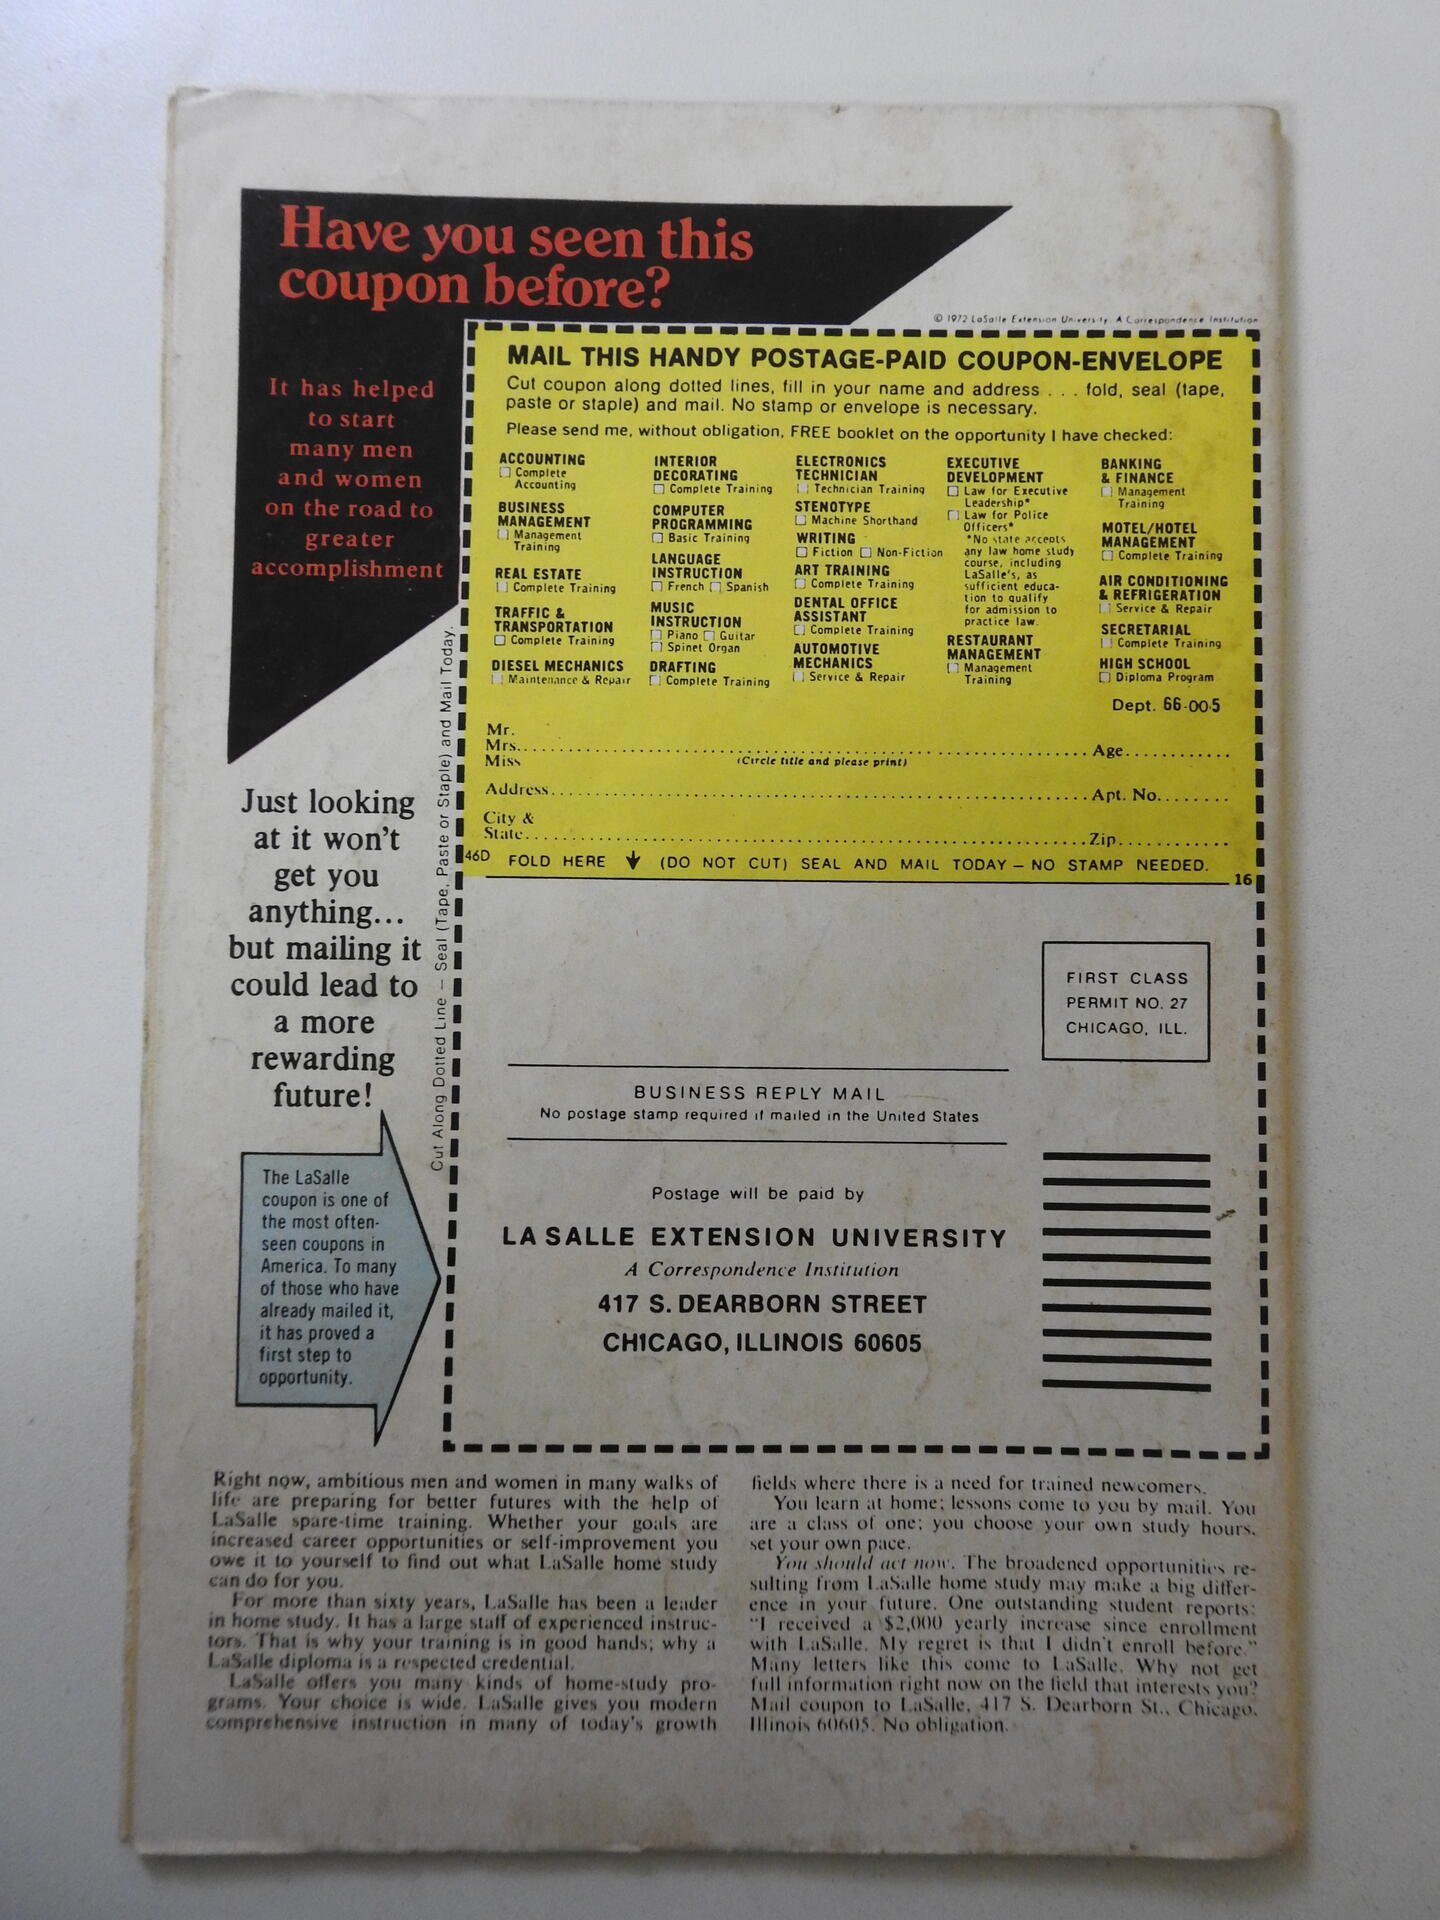 Have you seen this
coupon before?
© 1972 LaSalle Extension University. A Correspondence Institution
It has helped
to start
many men
and women
on the road to
greater
accomplishment
MAIL THIS HANDY POSTAGE-PAID COUPON-ENVELOPE
Cut coupon along dotted lines, fill in your name and address . . . fold, seal (tape,
paste or staple) and mail. No stamp or envelope is necessary.
Please send me, without obligation, FREE booklet on the opportunity I have checked:
ACCOUNTING
Complete
Accounting
BUSINESS
MANAGEMENT
Management
Training
REAL ESTATE
Complete Training
TRAFFIC &
TRANSPORTATION
Complete Training
DIESEL MECHANICS
Maintenance & Repair
INTERIOR
DECORATING
Complete Training
COMPUTER
PROGRAMMING
Basic Training
LANGUAGE
INSTRUCTION
French Spanish
MUSIC
INSTRUCTION
Piano Guitar
Spinet Organ
DRAFTING
Complete Training
ELECTRONICS
TECHNICIAN
Technician Training
STENOTYPE
Machine Shorthand
WRITING
Fiction Non-Fiction
ART TRAINING
Complete Training
DENTAL OFFICE
ASSISTANT
Complete Training
AUTOMOTIVE
MECHANICS
Service & Repair
EXECUTIVE
DEVELOPMENT
Law for Executive
Leadership*
Law for Police
Officers*
*No state accepts
any law home study
course, including
LaSalle's, as
sufficient educa-
tion to qualify
for admission to
practice law.
RESTAURANT
MANAGEMENT
Management
Training
BANKING
& FINANCE
Management
Training
MOTEL/HOTEL
MANAGEMENT
Complete Training
AIR CONDITIONING
& REFRIGERATION
Service & Repair
SECRETARIAL
Complete Training
HIGH SCHOOL
Diploma Program
Dept. 66-005
Mr.
Mrs. Age
Miss (Circle title and please print)
Address Apt. No.
City &
State Zip
46D FOLD HERE (DO NOT CUT) SEAL AND MAIL TODAY – NO STAMP NEEDED.
16
Cut Along Dotted Line – Seal (Tape, Paste or Staple) and Mail Today.
Just looking
at it won't
get you
anything...
but mailing it
could lead to
a more
rewarding
future!
FIRST CLASS
PERMIT NO. 27
CHICAGO, ILL.
BUSINESS REPLY MAIL
No postage stamp required if mailed in the United States
Postage will be paid by
LA SALLE EXTENSION UNIVERSITY
A Correspondence Institution
417 S. DEARBORN STREET
CHICAGO, ILLINOIS 60605
The LaSalle
coupon is one of
the most often-
seen coupons in
America. To many
of those who have
already mailed it,
it has proved a
first step to
opportunity.
Right now, ambitious men and women in many walks of
life are preparing for better futures with the help of
LaSalle spare-time training. Whether your goals are
increased career opportunities or self-improvement you
owe it to yourself to find out what LaSalle home study
can do for you.
For more than sixty years, LaSalle has been a leader
in home study. It has a large staff of experienced instruc-
tors. That is why your training is in good hands; why a
LaSalle diploma is a respected credential.
LaSalle offers you many kinds of home-study pro-
grams. Your choice is wide. LaSalle gives you modern
comprehensive instruction in many of today's growth
fields where there is a need for trained newcomers.
You learn at home; lessons come to you by mail. You
are a class of one; you choose your own study hours,
set your own pace.
You should act now. The broadened opportunities re-
sulting from LaSalle home study may make a big differ-
ence in your future. One outstanding student reports:
"I received a $2,000 yearly increase since enrollment
with LaSalle. My regret is that I didn't enroll before."
Many letters like this come to LaSalle. Why not get
full information right now on the field that interests you?
Mail coupon to LaSalle, 417 S. Dearborn St., Chicago,
Illinois 60605. No obligation.